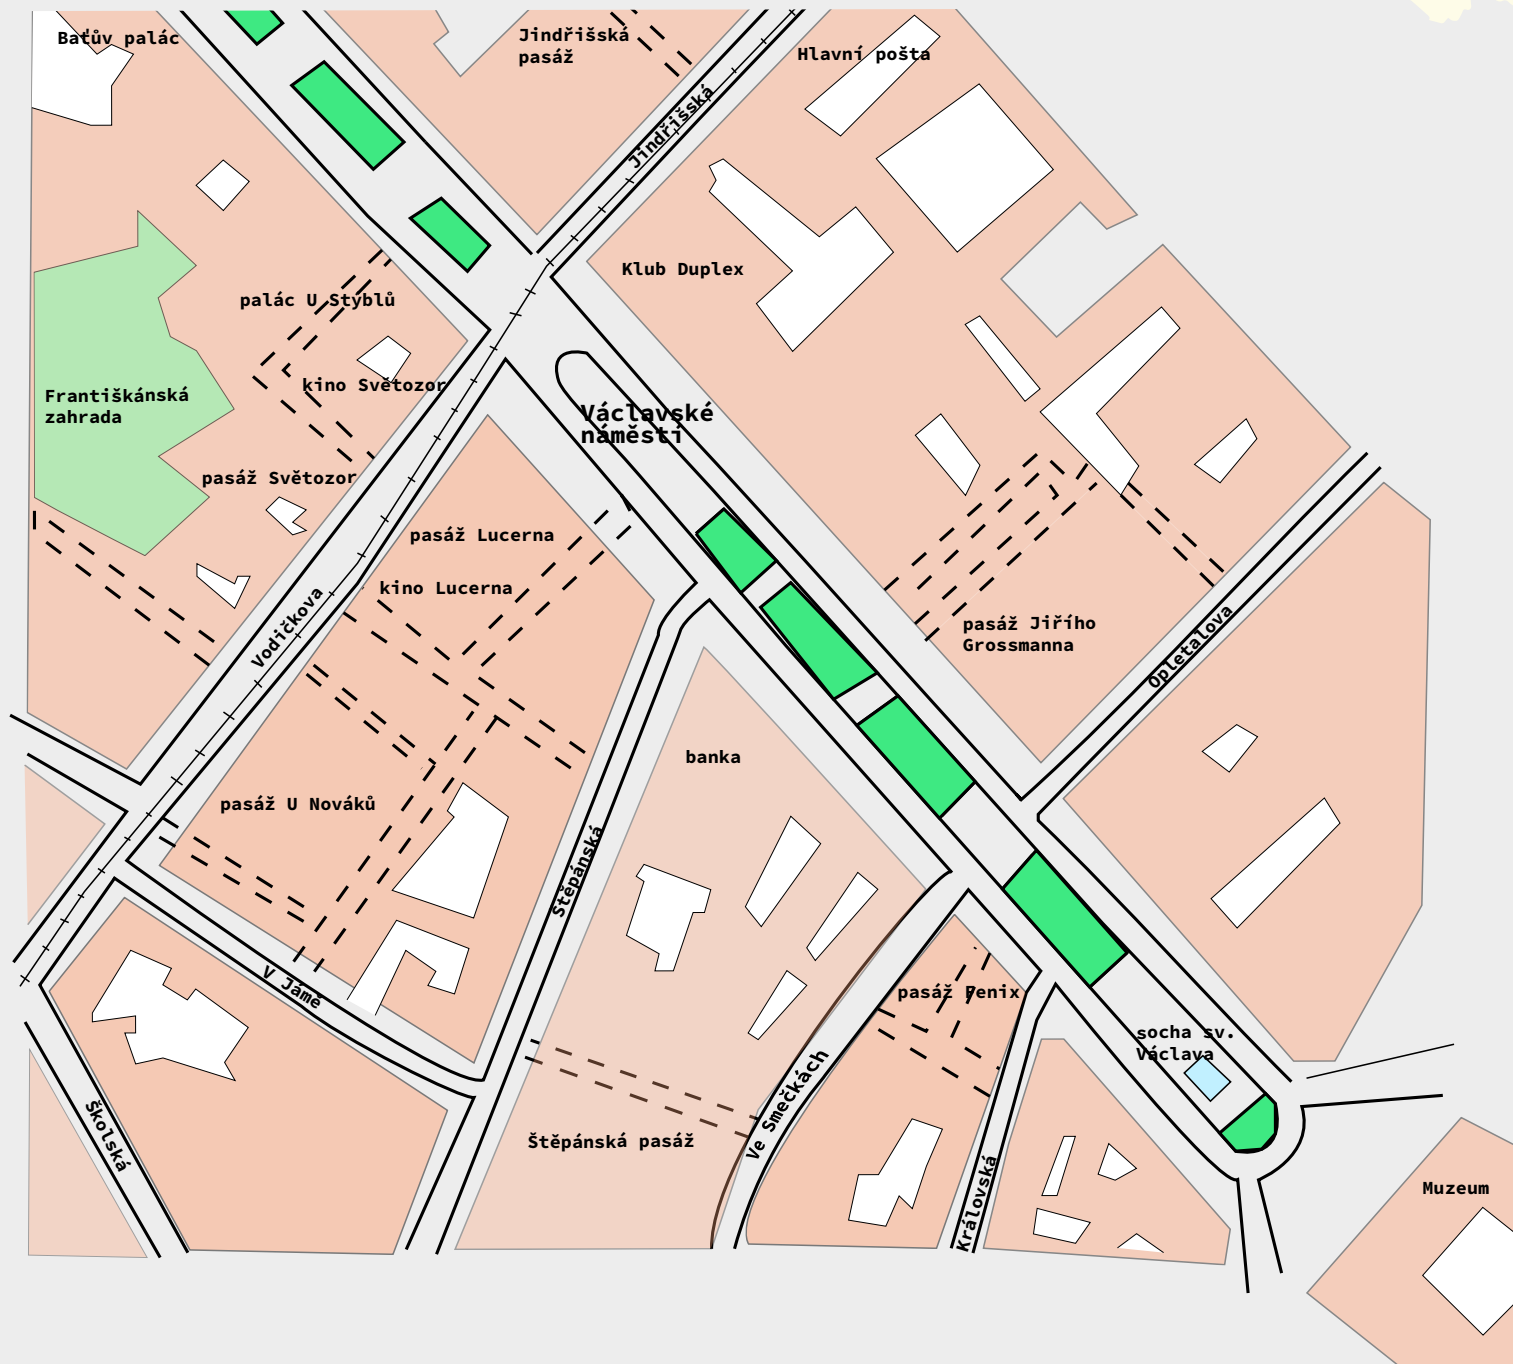 Baťův palác
Jindřišská
pasáž
Hlavní pošta
Jindřišská
Klub Duplex
palác U Stýblů
kino Světozor
Františkánská
zahrada
Václavské
náměstí
pasáž Světozor
pasáž Lucerna
kino Lucerna
Vodičkova
pasáž Jiřího
Grossmanna
Opletalova
banka
pasáž U Nováků
Štěpánská
V Jámě
pasáž Fenix
socha sv.
Václava
Ve Smečkách
Školská
Štěpánská pasáž
Královská
Muzeum